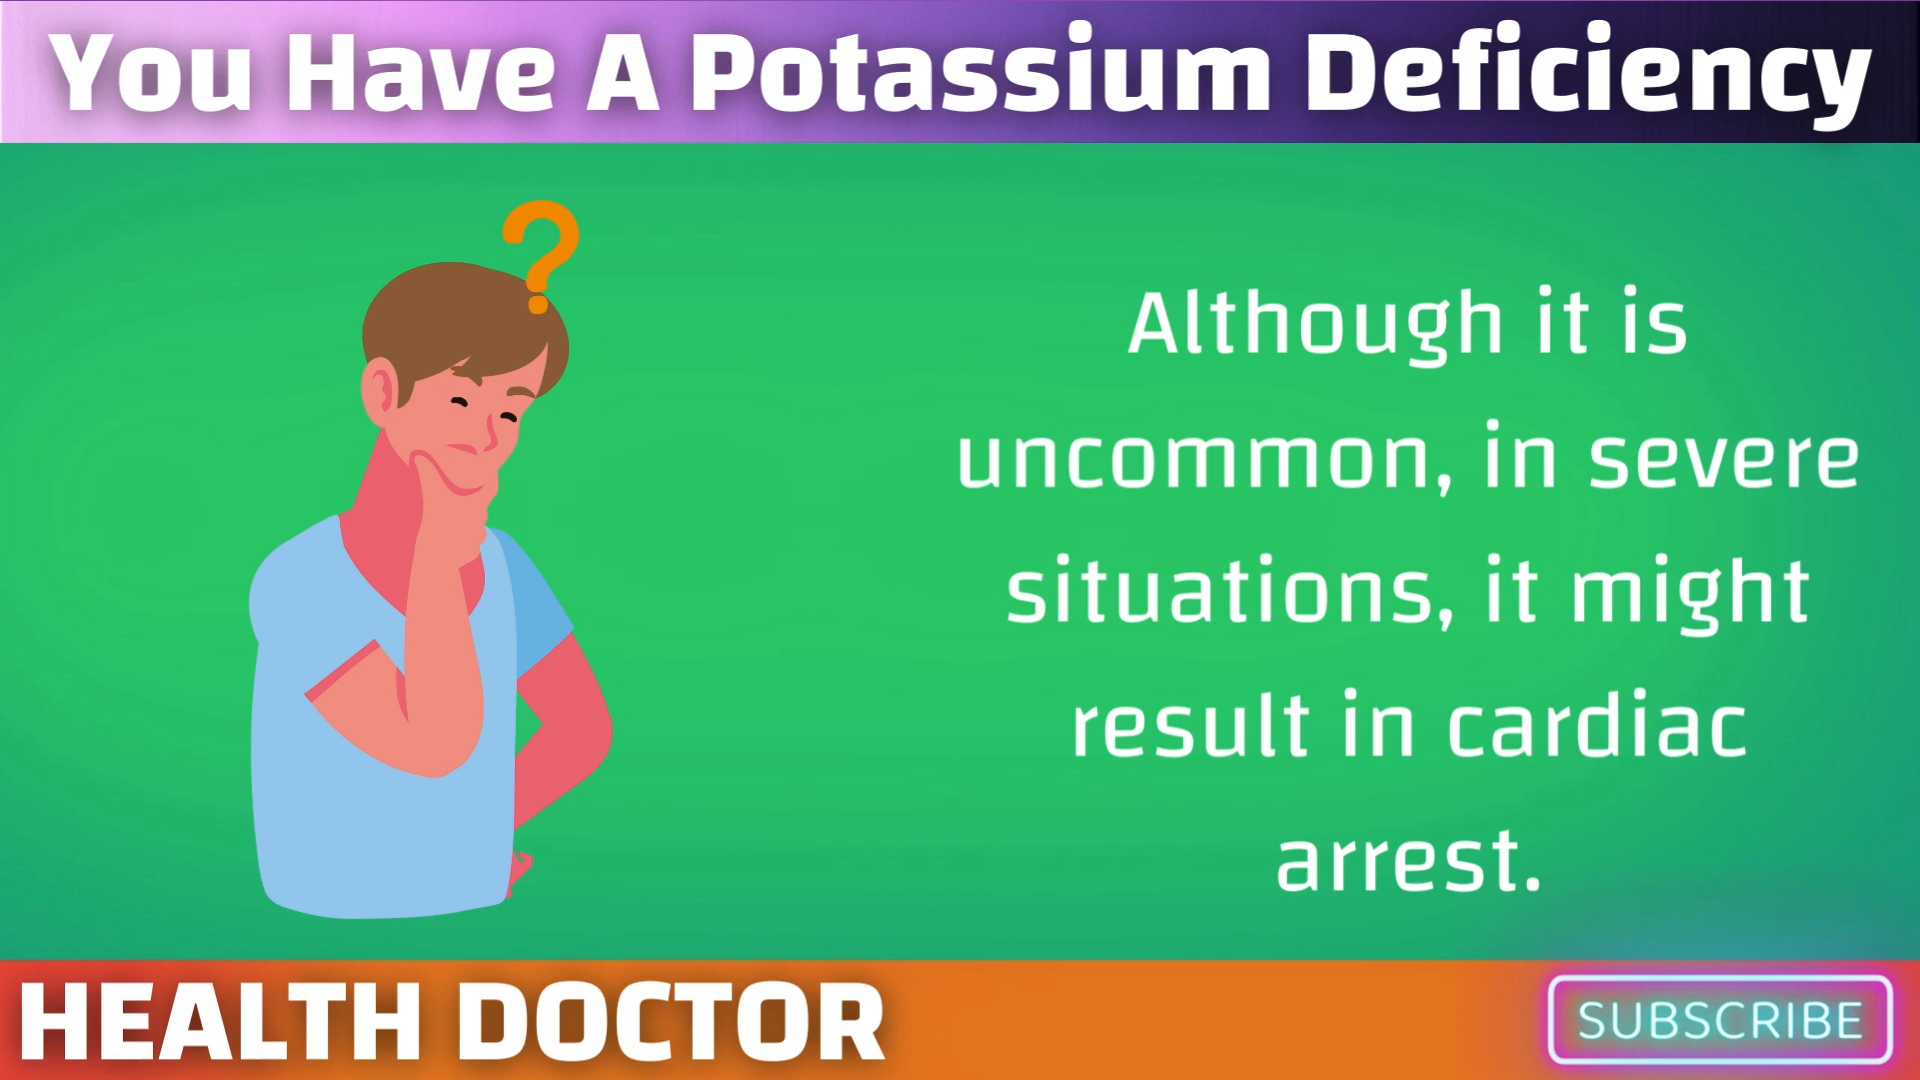 You Have A Potassium Deficiency
?
Although it is
uncommon, in severe
situations, it might
result in cardiac
arrest.
HEALTH DOCTOR
SUBSCRIBE